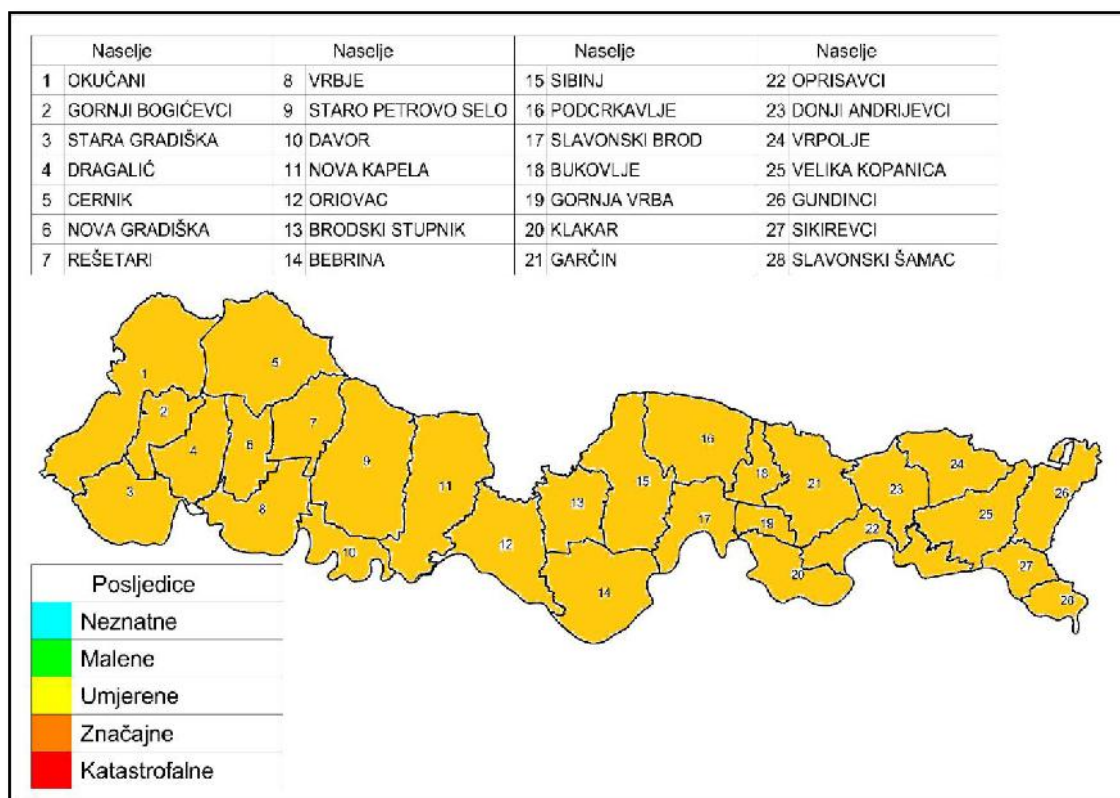 Naselje Naselje Naselje Naselje
1 OKUČANI 8 VRBJE 15 SIBINJ 22 OPRISAVCI
2 GORNJI BOGIĆEVCI 9 STARO PETROVO SELO 16 PODCRKAVLJE 23 DONJI ANDRIJEVCI
3 STARA GRADIŠKA 10 DAVOR 17 SLAVONSKI BROD 24 VRPOLJE
4 DRAGALIĆ 11 NOVA KAPELA 18 BUKOVLJE 25 VELIKA KOPANICA
5 CERNIK 12 ORIOVAC 19 GORNJA VRBA 26 GUNDINCI
6 NOVA GRADIŠKA 13 BRODSKI STUPNIK 20 KLAKAR 27 SIKIREVCI
7 REŠETARI 14 BEBRINA 21 GARČIN 28 SLAVONSKI ŠAMAC
1
5
2
7
4
6
9
3
8
10
11
12
13
14
15
16
17
18
19
20
21
22
23
24
25
26
27
28
Posljedice
Neznatne
Malene
Umjerene
Značajne
Katastrofalne